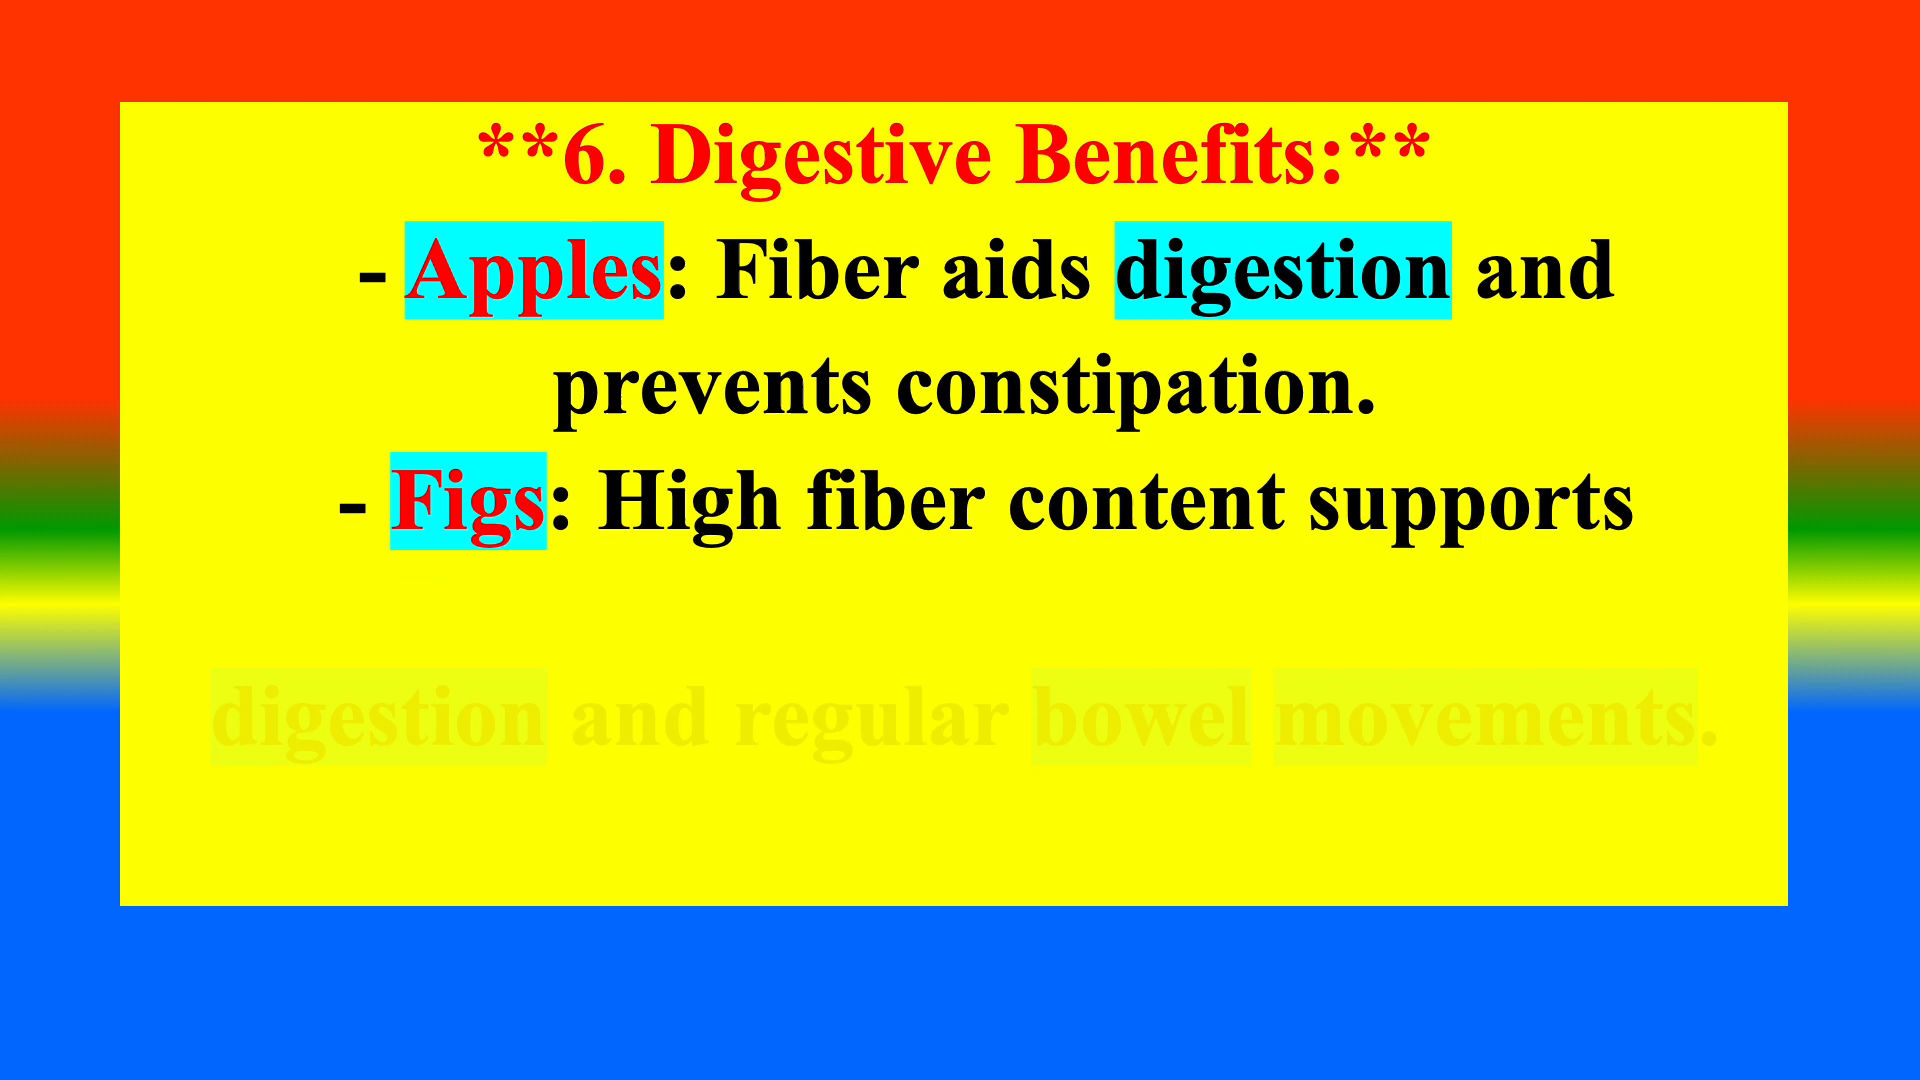 **6. Digestive Benefits:**
- Apples: Fiber aids digestion and
prevents constipation.
- Figs: High fiber content supports
digestion and regular bowel movements.